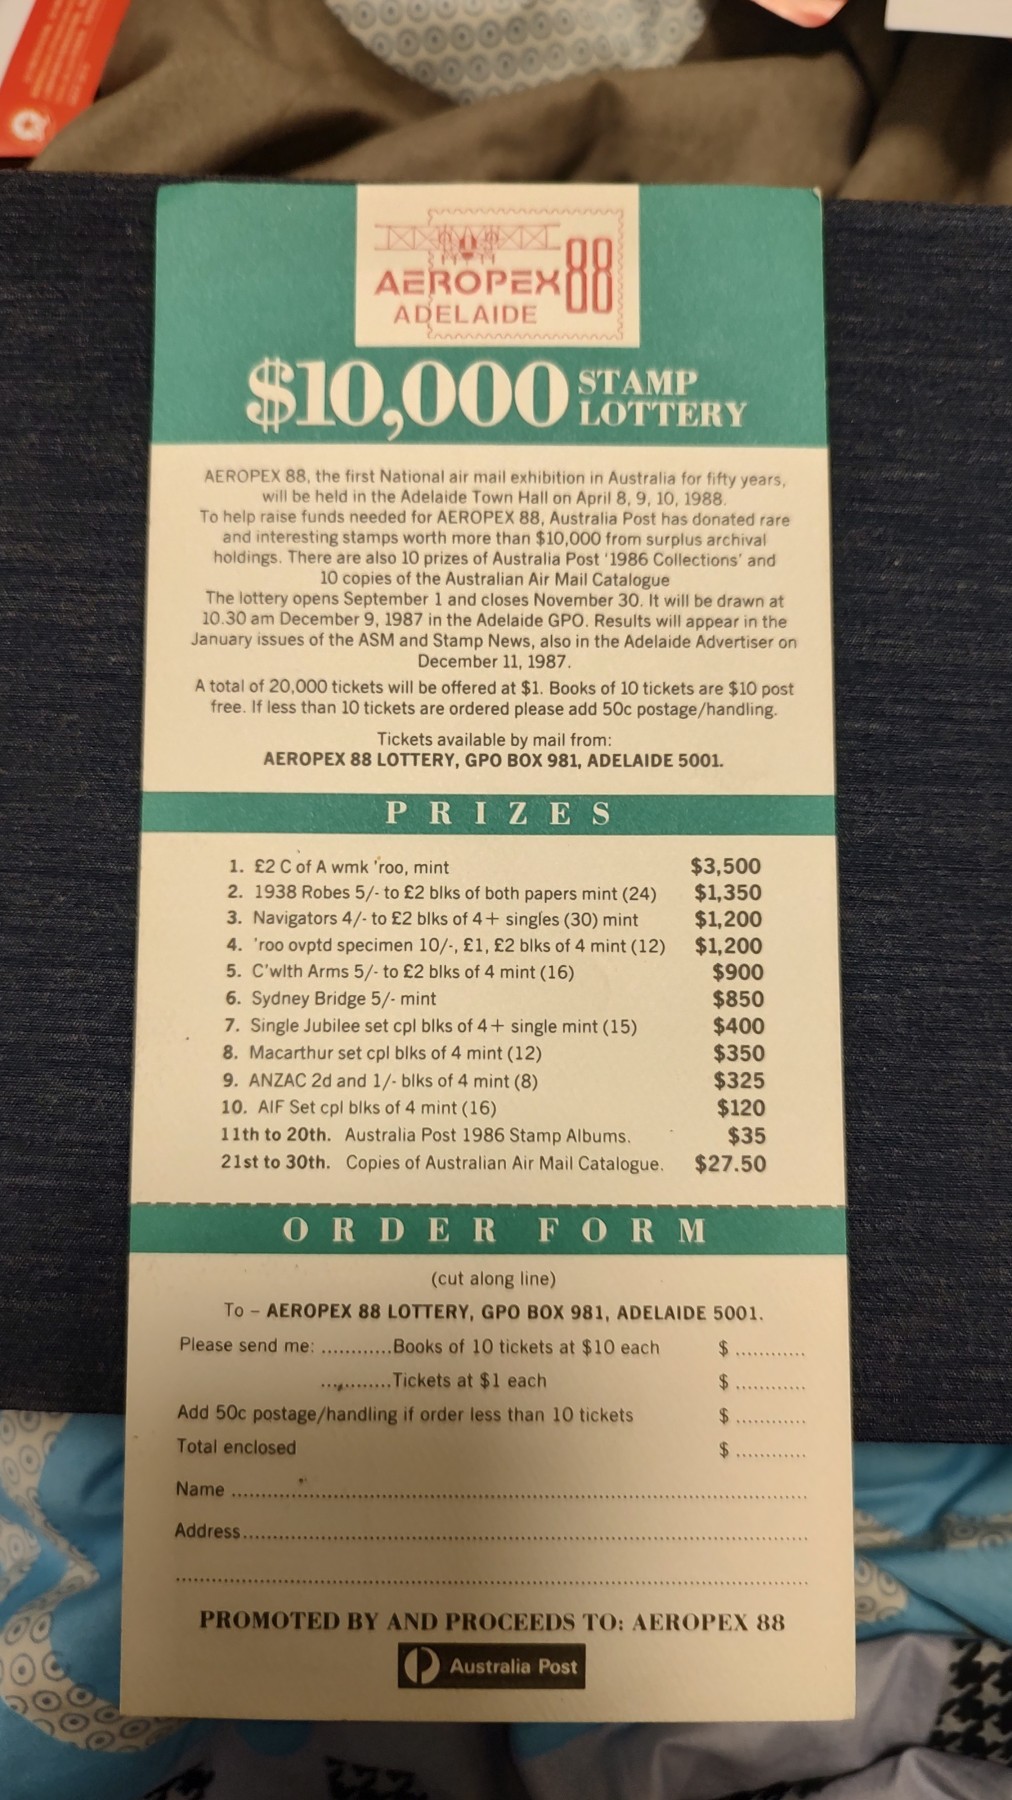 AEROPEX 88
ADELAIDE
$10,000 STAMP
LOTTERY
AEROPEX 88, the first National air mail exhibition in Australia for fifty years,
will be held in the Adelaide Town Hall on April 8, 9, 10, 1988.
To help raise funds needed for AEROPEX 88, Australia Post has donated rare
and interesting stamps worth more than $10,000 from surplus archival
holdings. There are also 10 prizes of Australia Post '1986 Collections' and
10 copies of the Australian Air Mail Catalogue
The lottery opens September 1 and closes November 30. It will be drawn at
10.30 am December 9, 1987 in the Adelaide GPO. Results will appear in the
January issues of the ASM and Stamp News, also in the Adelaide Advertiser on
December 11, 1987.
A total of 20,000 tickets will be offered at $1. Books of 10 tickets are $10 post
free. If less than 10 tickets are ordered please add 50c postage/handling.
Tickets available by mail from:
AEROPEX 88 LOTTERY, GPO BOX 981, ADELAIDE 5001.
PRIZES
1. £2 C of A wmk 'roo, mint $3,500
2. 1938 Robes 5/- to £2 blks of both papers mint (24) $1,350
3. Navigators 4/- to £2 blks of 4+ singles (30) mint $1,200
4. 'roo ovptd specimen 10/-, £1, £2 blks of 4 mint (12) $1,200
5. C'wlth Arms 5/- to £2 blks of 4 mint (16) $900
6. Sydney Bridge 5/- mint $850
7. Single Jubilee set cpl blks of 4+ single mint (15) $400
8. Macarthur set cpl blks of 4 mint (12) $350
9. ANZAC 2d and 1/- blks of 4 mint (8) $325
10. AIF Set cpl blks of 4 mint (16) $120
11th to 20th. Australia Post 1986 Stamp Albums. $35
21st to 30th. Copies of Australian Air Mail Catalogue. $27.50
ORDER FORM
(cut along line)
To – AEROPEX 88 LOTTERY, GPO BOX 981, ADELAIDE 5001.
Please send me: ............Books of 10 tickets at $10 each $ ............
............Tickets at $1 each $ ............
Add 50c postage/handling if order less than 10 tickets $ ............
Total enclosed $ ............
Name ............
Address............
PROMOTED BY AND PROCEEDS TO: AEROPEX 88
Australia Post